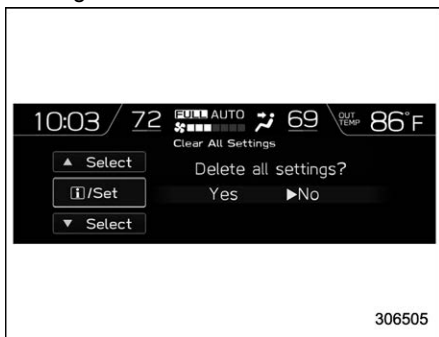 10:03 72 FULL AUTO 69 OUT TEMP 86°F
Clear All Settings
▲ Select
Delete all settings?
i/Set
Yes ▶No
▼ Select
306505